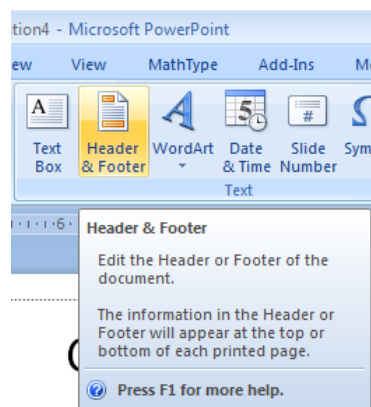 tion4 - Microsoft PowerPoint
ew View MathType Add-Ins
Text Box
Header & Footer
WordArt
Date & Time
Slide Number
Sym
Text
6
Header & Footer
Edit the Header or Footer of the
document.
The information in the Header or
Footer will appear at the top or
bottom of each printed page.
Press F1 for more help.